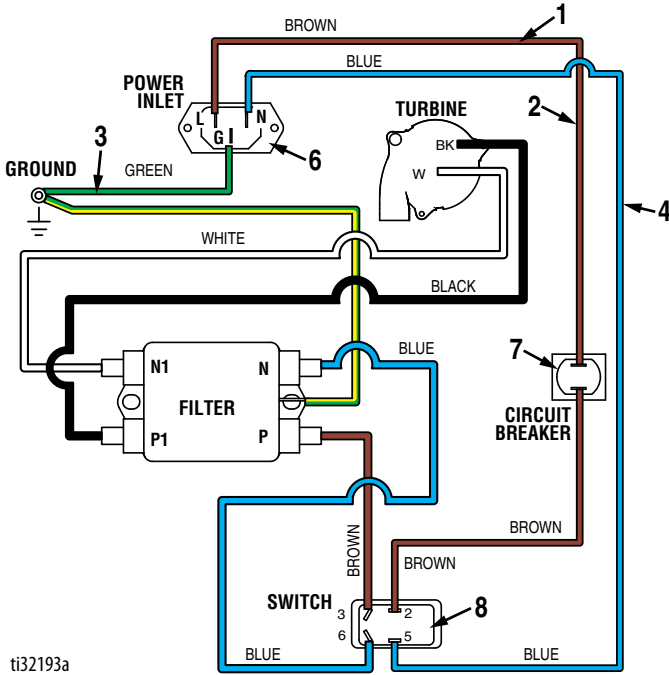 1
BROWN
BLUE
POWER
INLET
L
N
G
TURBINE
BK
W
2
3
6
GROUND
GREEN
4
WHITE
BLACK
N1
N
BLUE
7
FILTER
P1
P
CIRCUIT
BREAKER
BROWN
BROWN
BROWN
SWITCH
3
2
8
6
5
BLUE
BLUE
ti32193a